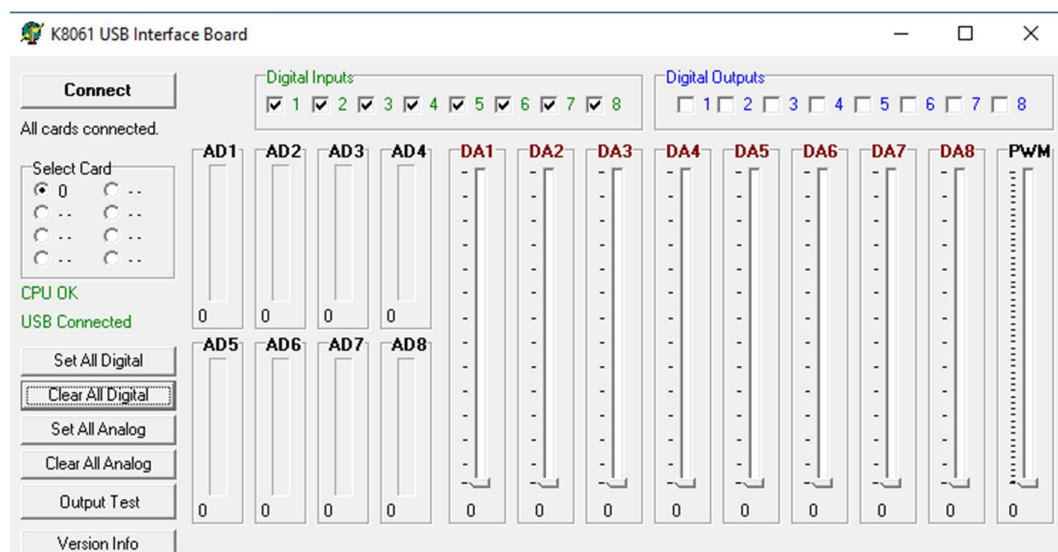 K8061 USB Interface Board
Connect
All cards connected.
Select Card
0 --
-- --
-- --
-- --
CPU OK
USB Connected
Set All Digital
Clear All Digital
Set All Analog
Clear All Analog
Output Test
Version Info
Digital Inputs
1 2 3 4 5 6 7 8
Digital Outputs
1 2 3 4 5 6 7 8
AD1 AD2 AD3 AD4
0 0 0 0
AD5 AD6 AD7 AD8
0 0 0 0
DA1 DA2 DA3 DA4 DA5 DA6 DA7 DA8 PWM
0 0 0 0 0 0 0 0 0